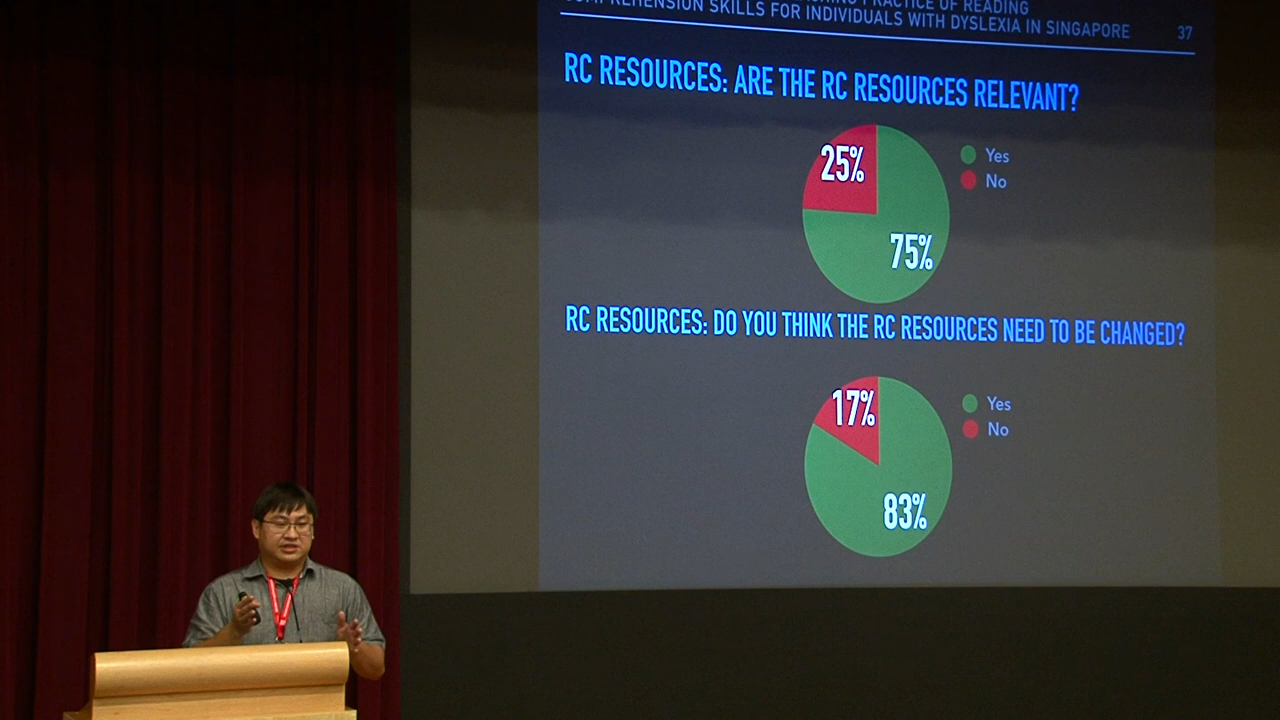 PRACTICE OF READING
COMPREHENSION SKILLS FOR INDIVIDUALS WITH DYSLEXIA IN SINGAPORE 37
RC RESOURCES: ARE THE RC RESOURCES RELEVANT?
25%
75%
Yes
No
RC RESOURCES: DO YOU THINK THE RC RESOURCES NEED TO BE CHANGED?
17%
83%
Yes
No